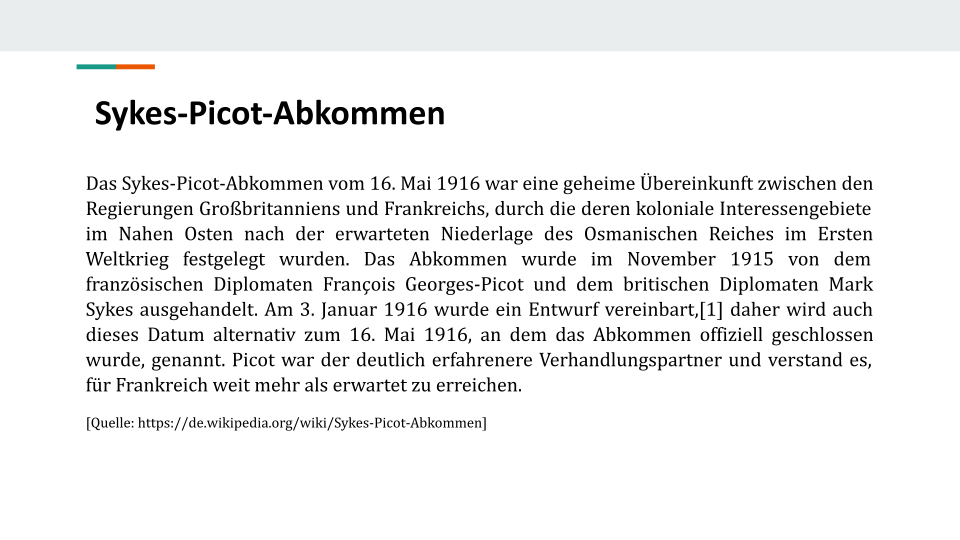 Sykes-Picot-Abkommen
Das Sykes-Picot-Abkommen vom 16. Mai 1916 war eine geheime Übereinkunft zwischen den
Regierungen Großbritanniens und Frankreichs, durch die deren koloniale Interessengebiete
im Nahen Osten nach der erwarteten Niederlage des Osmanischen Reiches im Ersten
Weltkrieg festgelegt wurden. Das Abkommen wurde im November 1915 von dem
französischen Diplomaten François Georges-Picot und dem britischen Diplomaten Mark
Sykes ausgehandelt. Am 3. Januar 1916 wurde ein Entwurf vereinbart,[1] daher wird auch
dieses Datum alternativ zum 16. Mai 1916, an dem das Abkommen offiziell geschlossen
wurde, genannt. Picot war der deutlich erfahrenere Verhandlungspartner und verstand es,
für Frankreich weit mehr als erwartet zu erreichen.
[Quelle: https://de.wikipedia.org/wiki/Sykes-Picot-Abkommen]